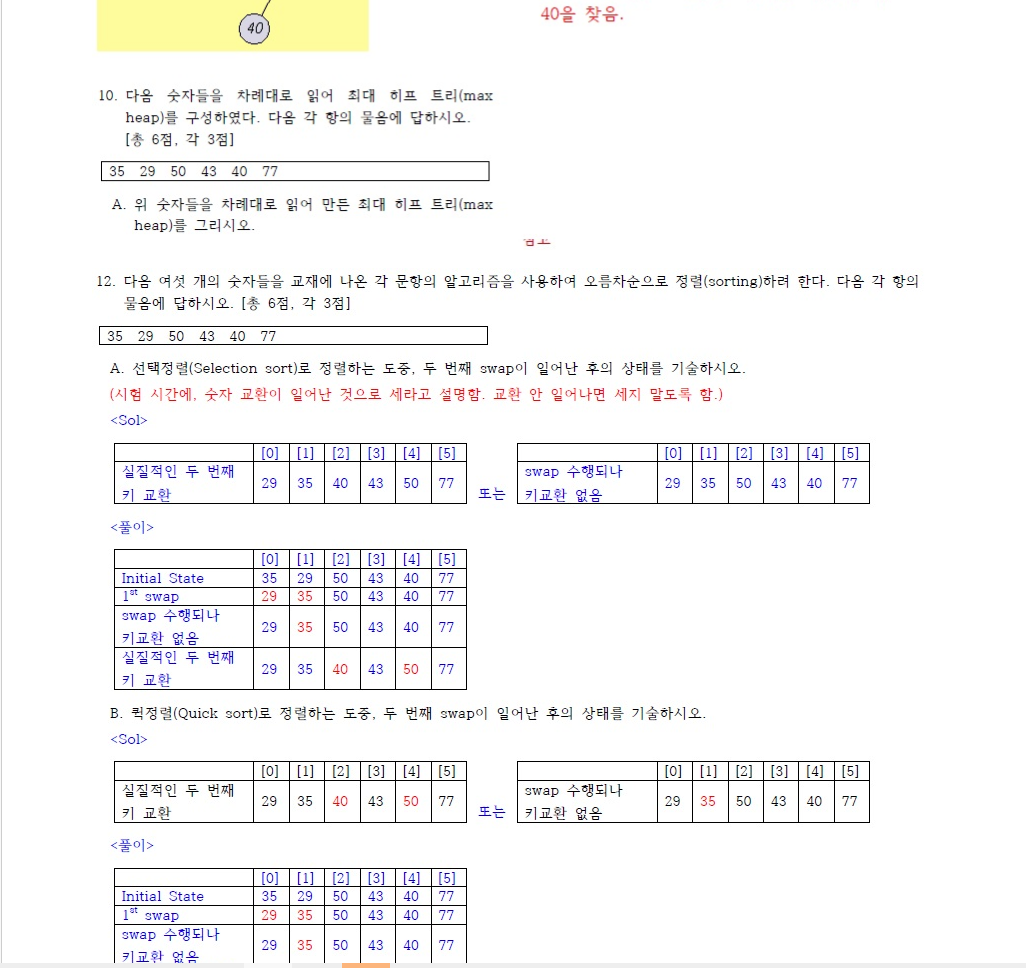 40
40을 찾음.
10. 다음 숫자들을 차례대로 읽어 최대 히프 트리(max
heap)를 구성하였다. 다음 각 항의 물음에 답하시오.
[총 6점, 각 3점]
35 29 50 43 40 77
A. 위 숫자들을 차례대로 읽어 만든 최대 히프 트리(max
heap)를 그리시오.
12. 다음 여섯 개의 숫자들을 교재에 나온 각 문항의 알고리즘을 사용하여 오름차순으로 정렬(sorting)하려 한다. 다음 각 항의
물음에 답하시오. [총 6점, 각 3점]
35 29 50 43 40 77
A. 선택정렬(Selection sort)로 정렬하는 도중, 두 번째 swap이 일어난 후의 상태를 기술하시오.
(시험 시간에, 숫자 교환이 일어난 것으로 세라고 설명함. 교환 안 일어나면 세지 말도록 함.)
<Sol>
[0] [1] [2] [3] [4] [5]
실질적인 두 번째
키 교환
29 35 40 43 50 77
또는
[0] [1] [2] [3] [4] [5]
swap 수행되나
키교환 없음
29 35 50 43 40 77
<풀이>
[0] [1] [2] [3] [4] [5]
Initial State 35 29 50 43 40 77
1st swap 29 35 50 43 40 77
swap 수행되나
키교환 없음
29 35 50 43 40 77
실질적인 두 번째
키 교환
29 35 40 43 50 77
B. 퀵정렬(Quick sort)로 정렬하는 도중, 두 번째 swap이 일어난 후의 상태를 기술하시오.
<Sol>
[0] [1] [2] [3] [4] [5]
실질적인 두 번째
키 교환
29 35 40 43 50 77
또는
[0] [1] [2] [3] [4] [5]
swap 수행되나
키교환 없음
29 35 50 43 40 77
<풀이>
[0] [1] [2] [3] [4] [5]
Initial State 35 29 50 43 40 77
1st swap 29 35 50 43 40 77
swap 수행되나
키교환 없음
29 35 50 43 40 77